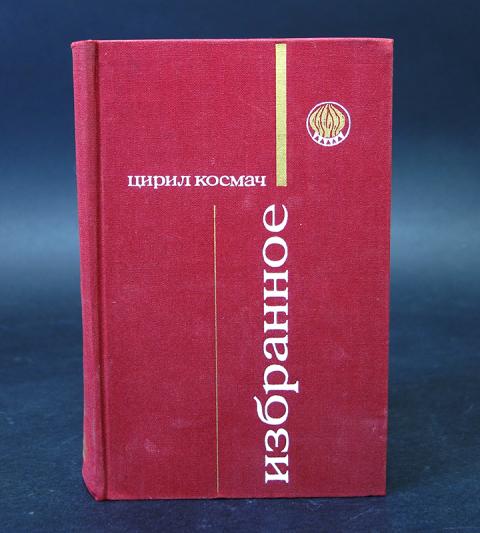 цирил космач
избранное